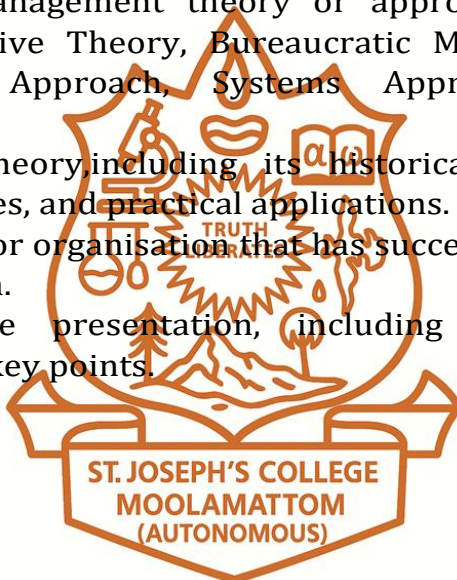 anagement theory or appro
ive Theory, Bureaucratic M
Approach, Systems Appr
heory,including its historica
es, and practical applications.
or organisation that has succe
n.
e presentation, including
key points.
α ω
TRUTH
LIBERATES
ST. JOSEPH'S COLLEGE
MOOLAMATTOM
(AUTONOMOUS)